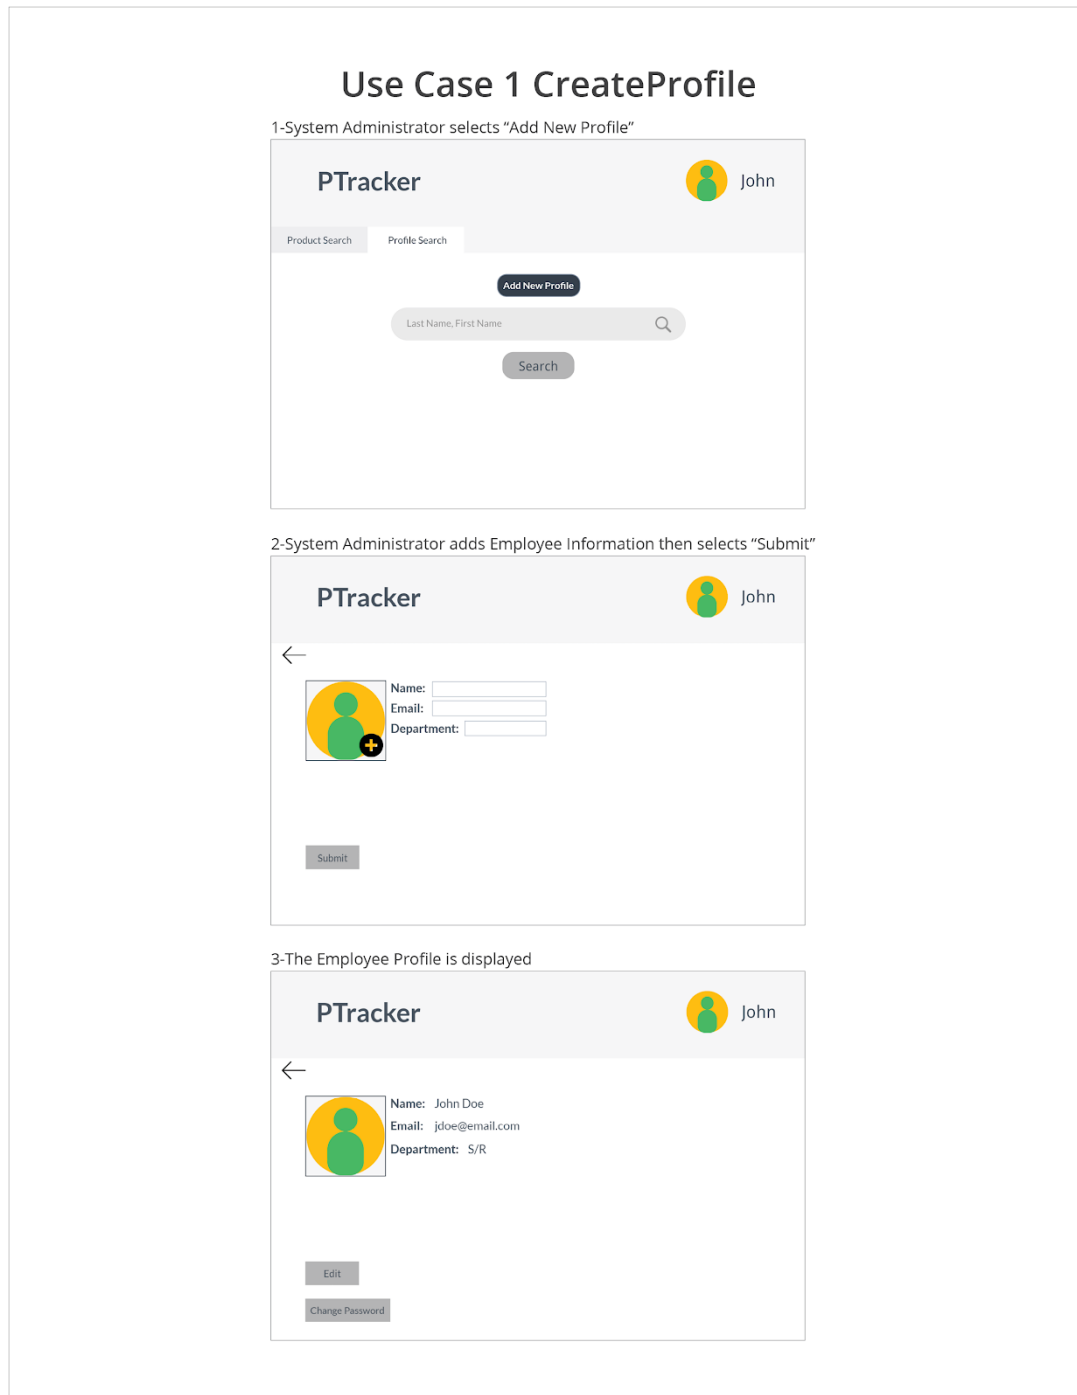 Use Case 1 CreateProfile
1-System Administrator selects “Add New Profile”
PTracker
John
Product Search
Profile Search
Add New Profile
Last Name, First Name
Search
2-System Administrator adds Employee Information then selects “Submit”
PTracker
John
Name:
Email:
Department:
Submit
3-The Employee Profile is displayed
PTracker
John
Name: John Doe
Email: jdoe@email.com
Department: S/R
Edit
Change Password